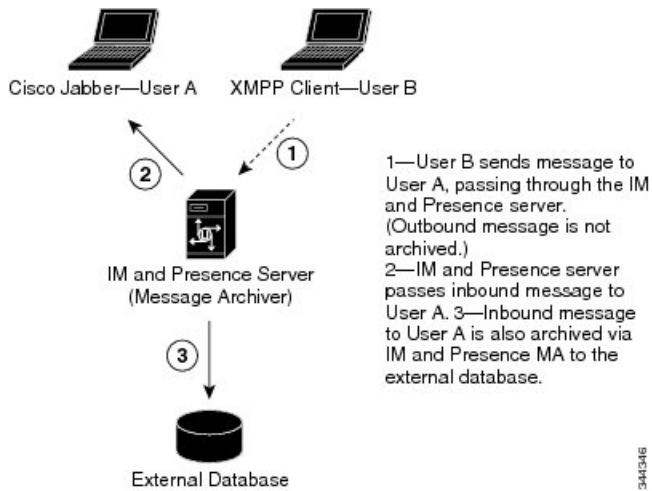 Cisco Jabber—User A
XMPP Client—User B
1
2
1—User B sends message to
User A, passing through the IM
and Presence server.
(Outbound message is not
archived.)
2—IM and Presence server
passes inbound message to
User A. 3—Inbound message
to User A is also archived via
IM and Presence MA to the
external database.
IM and Presence Server
(Message Archiver)
3
External Database
344346